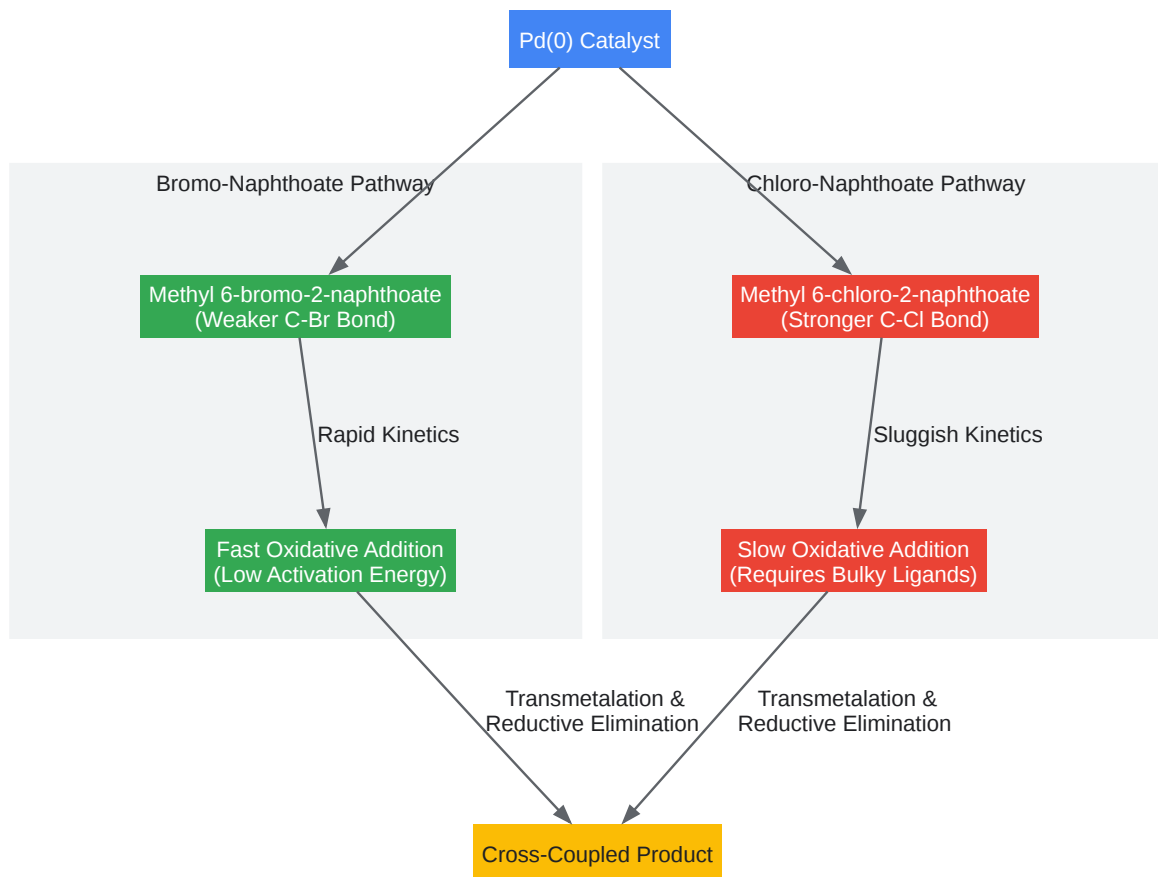 Pd(0) Catalyst
Bromo-Naphthoate Pathway
Chloro-Naphthoate Pathway
Methyl 6-bromo-2-naphthoate
(Weaker C-Br Bond)
Methyl 6-chloro-2-naphthoate
(Stronger C-Cl Bond)
Rapid Kinetics
Sluggish Kinetics
Fast Oxidative Addition
(Low Activation Energy)
Slow Oxidative Addition
(Requires Bulky Ligands)
Transmetalation &
Reductive Elimination
Transmetalation &
Reductive Elimination
Cross-Coupled Product